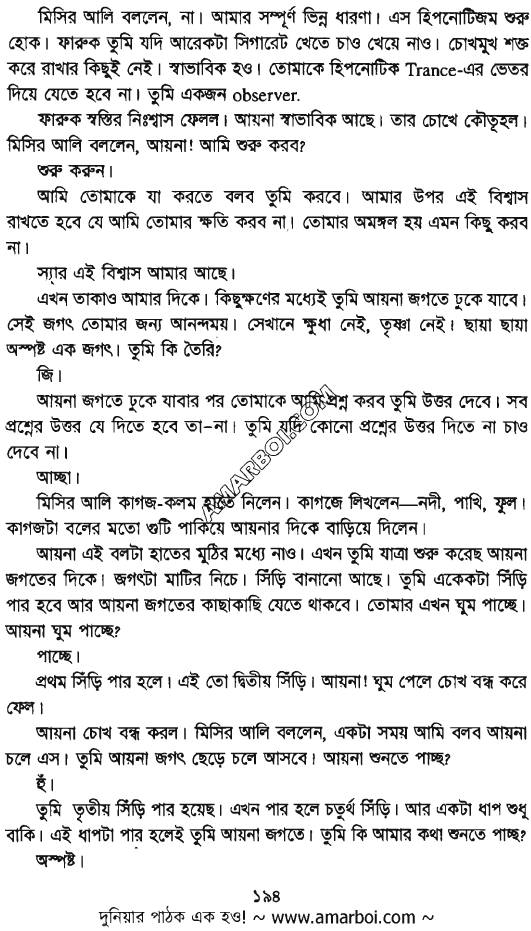 মিসির আলি বললেন, না। আমার সম্পূর্ণ ভিন্ন ধারণা। এস হিপনোটিজম শুরু
হোক। ফারুক তুমি যদি আরেকটা সিগারেট খেতে চাও খেয়ে নাও। চোখমুখ শক্ত
করে রাখার কিছুই নেই। স্বাভাবিক হও। তোমাকে হিপনোটিক Trance-এর ভেতর
দিয়ে যেতে হবে না। তুমি একজন observer.
ফারুক স্বস্তির নিঃশ্বাস ফেলল। আয়না স্বাভাবিক আছে। তার চোখে কৌতূহল।
মিসির আলি বললেন, আয়না! আমি শুরু করব?
শুরু করুন।
আমি তোমাকে যা করতে বলব তুমি করবে। আমার উপর এই বিশ্বাস
রাখতে হবে যে আমি তোমার ক্ষতি করব না। তোমার অমঙ্গল হয় এমন কিছু করব
না।
স্যার এই বিশ্বাস আমার আছে।
এখন তাকাও আমার দিকে। কিছুক্ষণের মধ্যেই তুমি আয়না জগতে ঢুকে যাবে।
সেই জগৎ তোমার জন্য আনন্দময়। সেখানে ক্ষুধা নেই, তৃষ্ণা নেই। ছায়া ছায়া
অস্পষ্ট এক জগৎ। তুমি কি তৈরি?
জি।
আয়না জগতে ঢুকে যাবার পর তোমাকে আমি প্রশ্ন করব তুমি উত্তর দেবে। সব
প্রশ্নের উত্তর যে দিতে হবে তা-না। তুমি যদি কোনো প্রশ্নের উত্তর দিতে না চাও
দেবে না।
আচ্ছা।
মিসির আলি কাগজ-কলম হাতে নিলেন। কাগজে লিখলেন—নদী, পাখি, ফুল।
কাগজটা বলের মতো গুটি পাকিয়ে আয়নার দিকে বাড়িয়ে দিলেন।
আয়না এই বলটা হাতের মুঠির মধ্যে নাও। এখন তুমি যাত্রা শুরু করেছ আয়না
জগতের দিকে। জগৎটা মাটির নিচে। সিঁড়ি বানানো আছে। তুমি একেকটা সিঁড়ি
পার হবে আর আয়না জগতের কাছাকাছি যেতে থাকবে। তোমার এখন ঘুম পাচ্ছে।
আয়না ঘুম পাচ্ছে?
পাচ্ছে।
প্রথম সিঁড়ি পার হলে। এই তো দ্বিতীয় সিঁড়ি। আয়না! ঘুম পেলে চোখ বন্ধ করে
ফেল।
আয়না চোখ বন্ধ করল। মিসির আলি বললেন, একটা সময় আমি বলব আয়না
চলে এস। তুমি আয়না জগৎ ছেড়ে চলে আসবে। আয়না শুনতে পাচ্ছ?
হুঁ।
তুমি তৃতীয় সিঁড়ি পার হয়েছ। এখন পার হলে চতুর্থ সিঁড়ি। আর একটা ধাপ শুধু
বাকি। এই ধাপটা পার হলেই তুমি আয়না জগতে। তুমি কি আমার কথা শুনতে পাচ্ছ?
অস্পষ্ট।
AMARBOI.COM
১৯৪
দুনিয়ার পাঠক এক হও! ~ www.amarboi.com ~